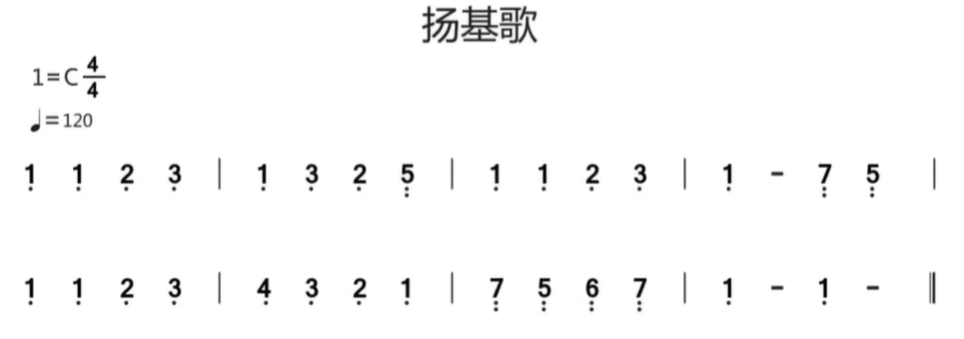 扬基歌
1=C 4/4
♩=120
1̣ 1̣ 2̣ 3̣ | 1̣ 3̣ 2̣ 5̤ | 1̣ 1̣ 2̣ 3̣ | 1̣ - 7̤ 5̤ |
1̣ 1̣ 2̣ 3̣ | 4̣ 3̣ 2̣ 1̣ | 7̤ 5̤ 6̤ 7̤ | 1̣ - 1̣ - ‖